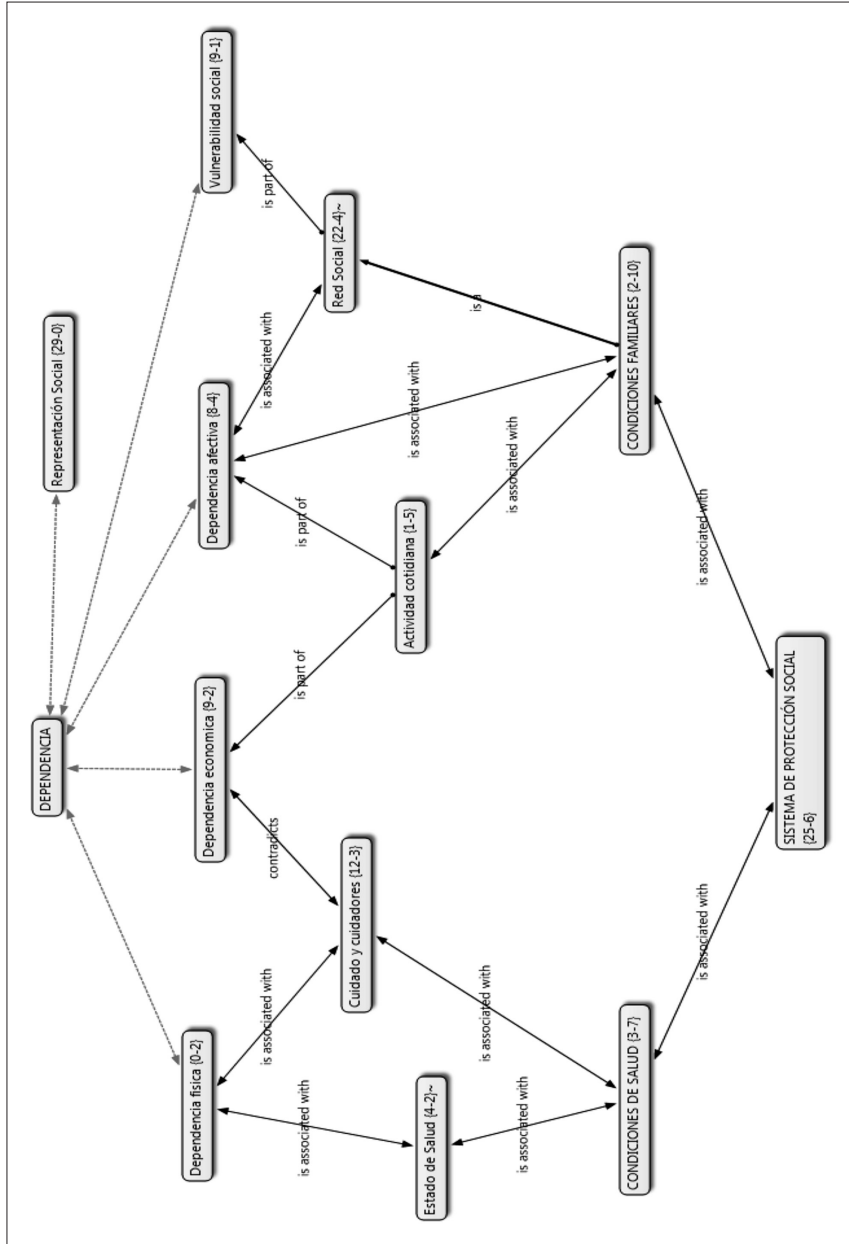 DEPENDENCIA
Representación Social {29-0}
Dependencia fisica {0-2}
Dependencia economica {9-2}
Dependencia afectiva {8-4}
Vulnerabilidad social {9-1}
is associated with
contradicts
is part of
is associated with
is part of
is associated with
is part of
Cuidado y cuidadores {12-3}
Red Social {22-4}~
Estado de Salud {4-2}~
Actividad cotidiana {1-5}
is associated with
is associated with
is associated with
is associated with
is a
CONDICIONES DE SALUD {3-7}
CONDICIONES FAMILIARES {2-10}
is associated with
is associated with
SISTEMA DE PROTECCIÓN SOCIAL
{25-6}